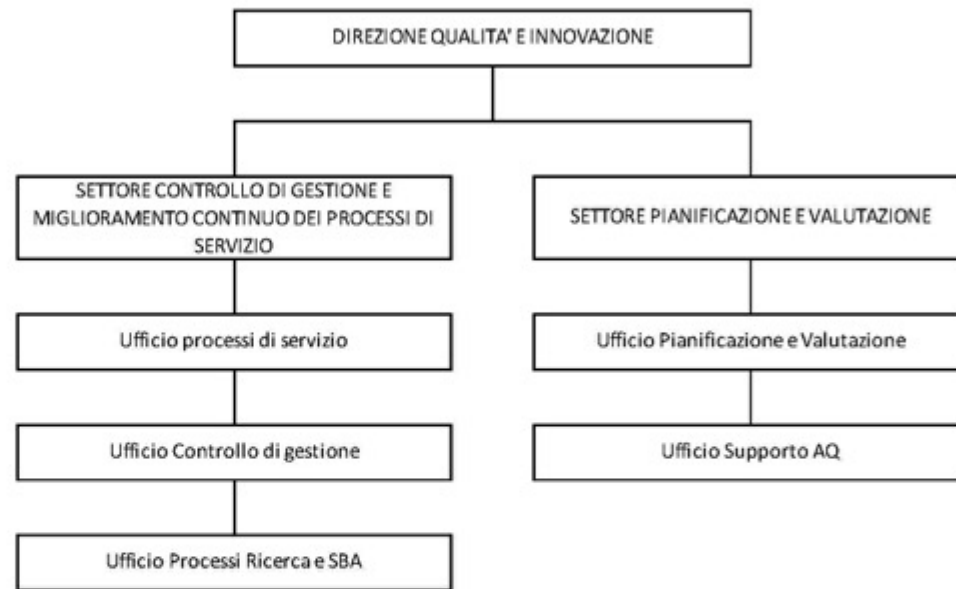 DIREZIONE QUALITA' E INNOVAZIONE
SETTORE CONTROLLO DI GESTIONE E
MIGLIORAMENTO CONTINUO DEI PROCESSI DI
SERVIZIO
SETTORE PIANIFICAZIONE E VALUTAZIONE
Ufficio processi di servizio
Ufficio Pianificazione e Valutazione
Ufficio Controllo di gestione
Ufficio Supporto AQ
Ufficio Processi Ricerca e SBA